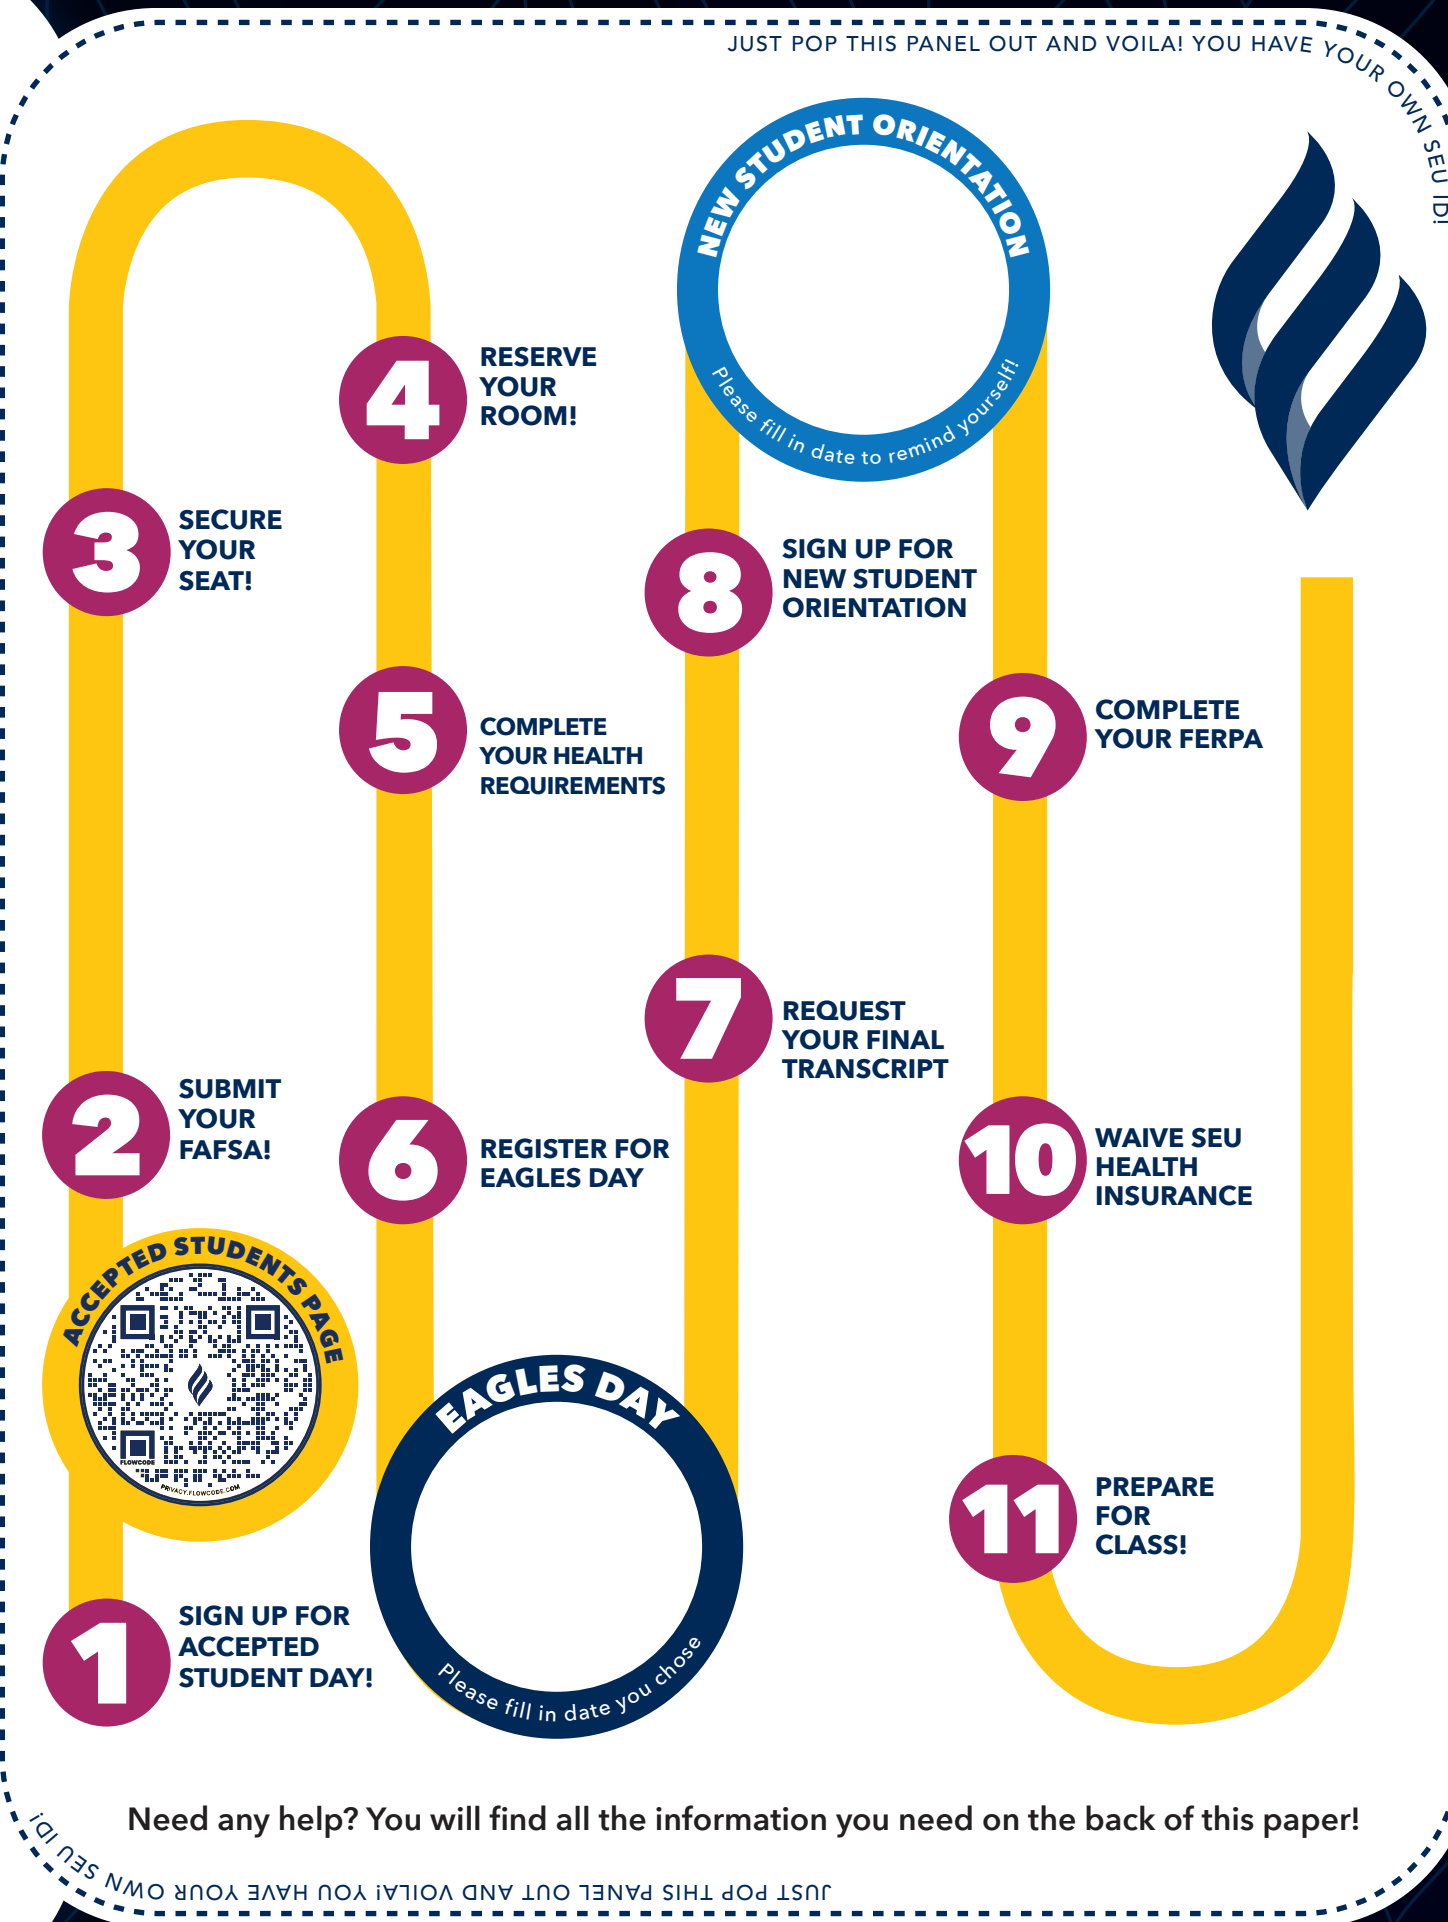 JUST POP THIS PANEL OUT AND VOILA! YOU HAVE YOUR OWN SEU ID!
NEW STUDENT ORIENTATION
Please fill in date to remind yourself!
4
RESERVE
YOUR
ROOM!
3
SECURE
YOUR
SEAT!
8
SIGN UP FOR
NEW STUDENT
ORIENTATION
5
COMPLETE
YOUR HEALTH
REQUIREMENTS
9
COMPLETE
YOUR FERPA
7
REQUEST
YOUR FINAL
TRANSCRIPT
2
SUBMIT
YOUR
FAFSA!
6
REGISTER FOR
EAGLES DAY
10
WAIVE SEU
HEALTH
INSURANCE
ACCEPTED STUDENTS PAGE
FLOWCODE
PRIVACY.FLOWCODE.COM
EAGLES DAY
Please fill in date you chose
11
PREPARE
FOR
CLASS!
1
SIGN UP FOR
ACCEPTED
STUDENT DAY!
Need any help? You will find all the information you need on the back of this paper!
JUST POP THIS PANEL OUT AND VOILA! YOU HAVE YOUR OWN SEU ID!